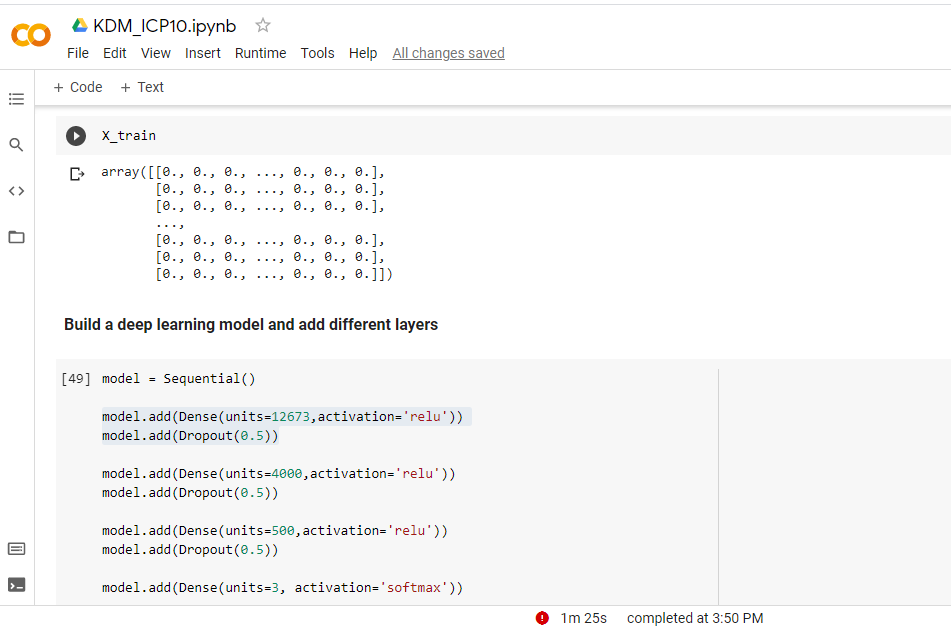 KDM_ICP10.ipynb
File Edit View Insert Runtime Tools Help All changes saved
+ Code + Text
X_train
array([[0., 0., 0., ..., 0., 0., 0.],
[0., 0., 0., ..., 0., 0., 0.],
[0., 0., 0., ..., 0., 0., 0.],
...,
[0., 0., 0., ..., 0., 0., 0.],
[0., 0., 0., ..., 0., 0., 0.],
[0., 0., 0., ..., 0., 0., 0.]])
Build a deep learning model and add different layers
[49] model = Sequential()
model.add(Dense(units=12673,activation='relu'))
model.add(Dropout(0.5))
model.add(Dense(units=4000,activation='relu'))
model.add(Dropout(0.5))
model.add(Dense(units=500,activation='relu'))
model.add(Dropout(0.5))
model.add(Dense(units=3, activation='softmax'))
1m 25s completed at 3:50 PM